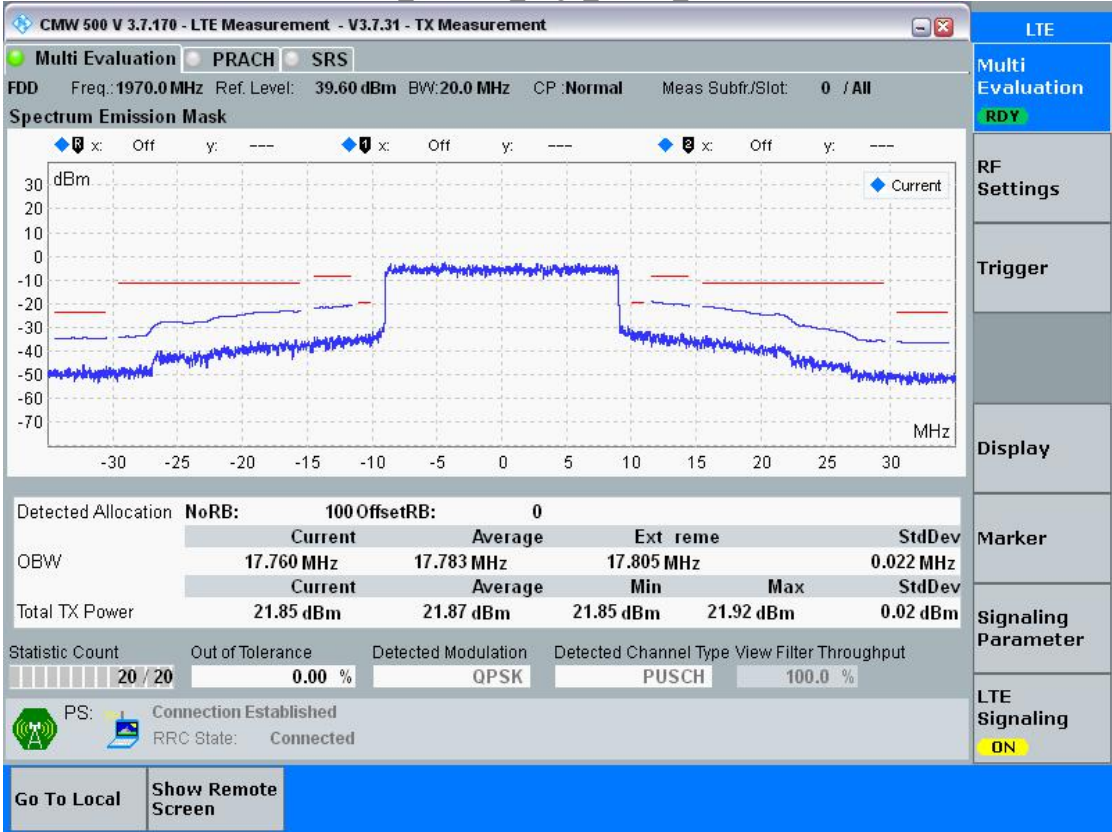 CMW 500 V 3.7.170 - LTE Measurement - V3.7.31 - TX Measurement
LTE
Multi Evaluation PRACH SRS
Multi Evaluation
RDY
FDD Freq.: 1970.0 MHz Ref. Level: 39.60 dBm BW: 20.0 MHz CP : Normal Meas Subfr./Slot: 0 / All
Spectrum Emission Mask
R x: Off y: --- 1 x: Off y: --- 2 x: Off y: ---
dBm
Current
30
20
10
0
-10
-20
-30
-40
-50
-60
-70
MHz
-30 -25 -20 -15 -10 -5 0 5 10 15 20 25 30
RF Settings
Trigger
Display
Marker
Signaling Parameter
LTE Signaling
ON
Detected Allocation NoRB: 100 OffsetRB: 0
Current Average Ext reme StdDev
OBW 17.760 MHz 17.783 MHz 17.805 MHz 0.022 MHz
Current Average Min Max StdDev
Total TX Power 21.85 dBm 21.87 dBm 21.85 dBm 21.92 dBm 0.02 dBm
Statistic Count Out of Tolerance Detected Modulation Detected Channel Type View Filter Throughput
20 / 20 0.00 % QPSK PUSCH 100.0 %
PS: Connection Established
RRC State: Connected
Go To Local Show Remote Screen